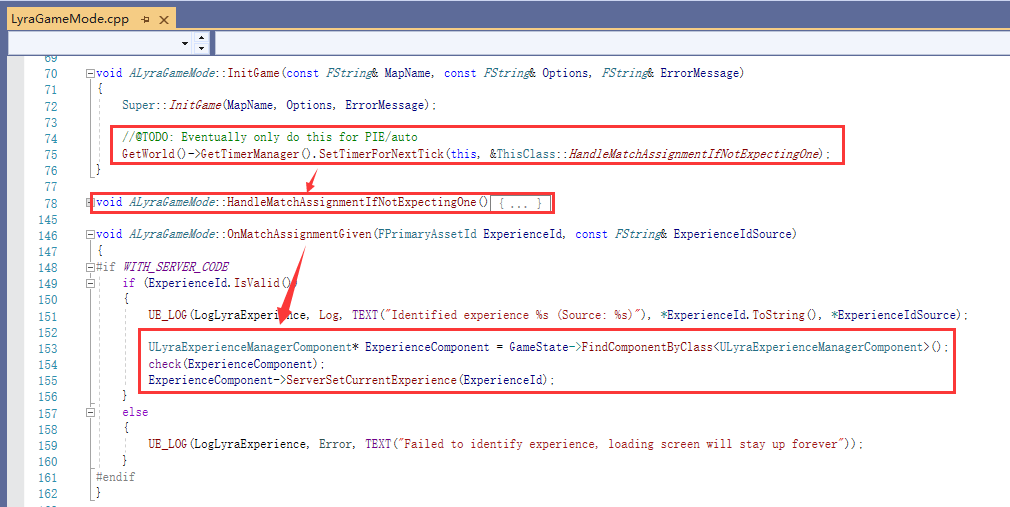 LyraGameMode.cpp
69
70 void ALyraGameMode::InitGame(const FString& MapName, const FString& Options, FString& ErrorMessage)
71 {
72 Super::InitGame(MapName, Options, ErrorMessage);
73
74 //@TODO: Eventually only do this for PIE/auto
75 GetWorld()->GetTimerManager().SetTimerForNextTick(this, &ThisClass::HandleMatchAssignmentIfNotExpectingOne);
76 }
77
78 void ALyraGameMode::HandleMatchAssignmentIfNotExpectingOne() { ... }
145
146 void ALyraGameMode::OnMatchAssignmentGiven(FPrimaryAssetId ExperienceId, const FString& ExperienceIdSource)
147 {
148 #if WITH_SERVER_CODE
149 if (ExperienceId.IsValid())
150 {
151 UE_LOG(LogLyraExperience, Log, TEXT("Identified experience %s (Source: %s)"), *ExperienceId.ToString(), *ExperienceIdSource);
152
153 ULyraExperienceManagerComponent* ExperienceComponent = GameState->FindComponentByClass<ULyraExperienceManagerComponent>();
154 check(ExperienceComponent);
155 ExperienceComponent->ServerSetCurrentExperience(ExperienceId);
156 }
157 else
158 {
159 UE_LOG(LogLyraExperience, Error, TEXT("Failed to identify experience, loading screen will stay up forever"));
160 }
161 #endif
162 }